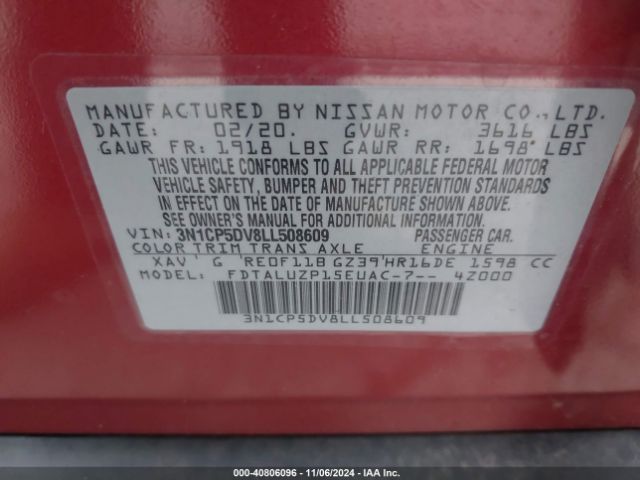 MANUFACTURED BY NISSAN MOTOR CO., LTD.
DATE: 02/20. GVWR: 3616 LBS
GAWR FR: 1918 LBS GAWR RR: 1698 LBS
THIS VEHICLE CONFORMS TO ALL APPLICABLE FEDERAL MOTOR
VEHICLE SAFETY, BUMPER AND THEFT PREVENTION STANDARDS
IN EFFECT ON THE DATE OF MANUFACTURE SHOWN ABOVE.
SEE OWNER'S MANUAL FOR ADDITIONAL INFORMATION.
VIN: 3N1CP5DV8LL508609 PASSENGER CAR.
COLOR TRIM TRANS AXLE ENGINE
XAV G RE0F11B GZ39 HR16DE 1598 CC
MODEL: FDTALUZP15EUAC-7-- 4Z000
3N1CP5DV8LL508609
000-40806096 - 11/06/2024 - IAA Inc.